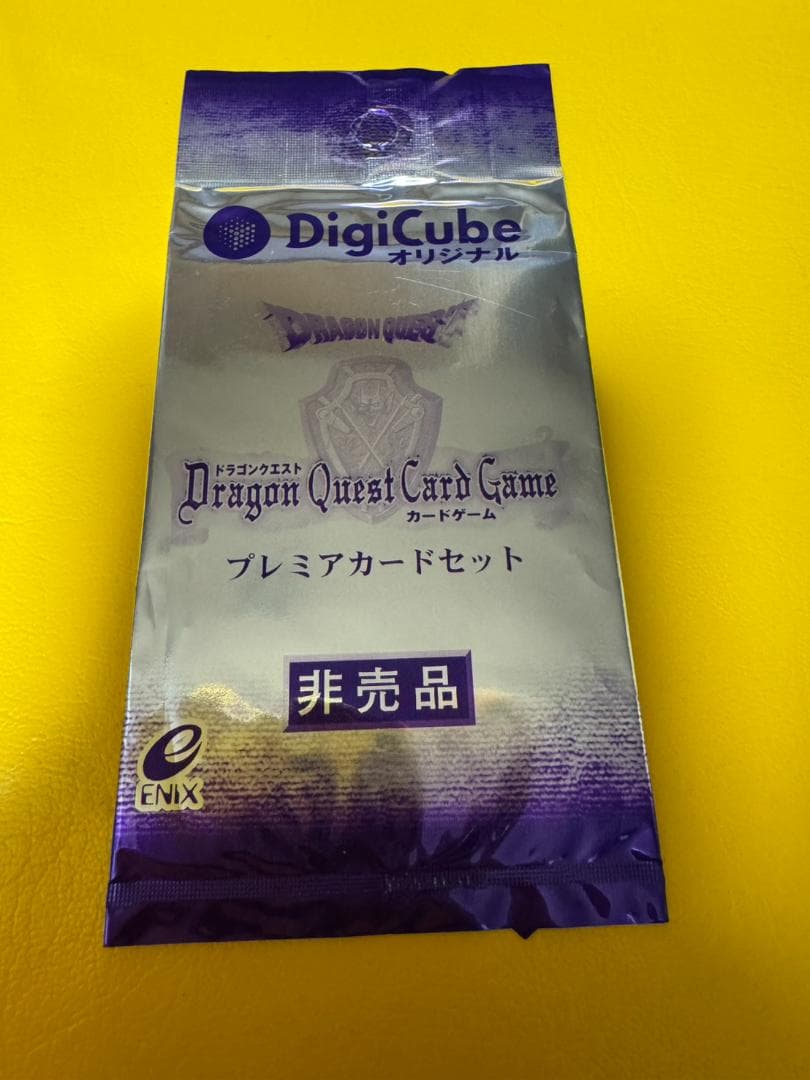 DigiCube
オリジナル
DRAGON QUEST
ドラゴンクエスト
Dragon Quest Card Game
カードゲーム
プレミアカードセット
非売品
ENIX